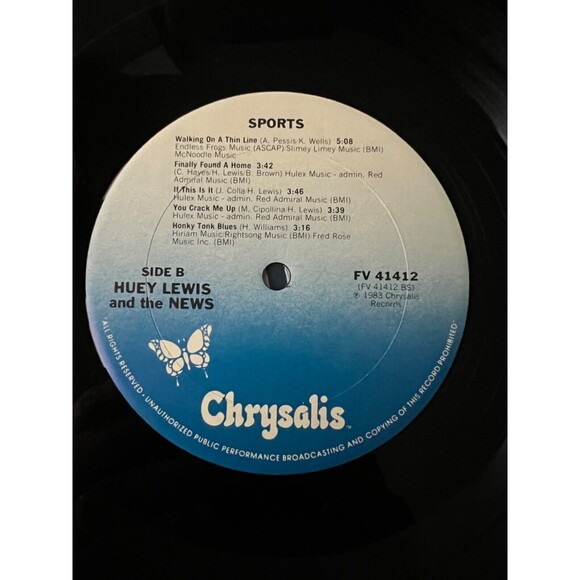 SPORTS
Walking On A Thin Line (A. Pessis/K. Wells) 5:08
Endless Frogs Music (ASCAP)/Slimey Limey Music (BMI)
McNoodle Music
Finally Found A Home 3:42
(C. Hayes/H. Lewis/B. Brown) Hulex Music - admin. Red
Admiral Music (BMI)
If This Is It (J. Colla/H. Lewis) 3:46
Hulex Music - admin. Red Admiral Music (BMI)
You Crack Me Up (M. Cipollina/H. Lewis) 3:39
Hulex Music - admin. Red Admiral Music (BMI)
Honky Tonk Blues (H. Williams) 3:16
Hiriam Music/Rightsong Music (BMI)/Fred Rose
Music Inc. (BMI)
SIDE B
HUEY LEWIS
and the NEWS
FV 41412
(FV 41412 BS)
℗ 1983 Chrysalis
Records
Chrysalis™
ALL RIGHTS RESERVED · UNAUTHORIZED PUBLIC PERFORMANCE BROADCASTING AND COPYING OF THIS RECORD PROHIBITED